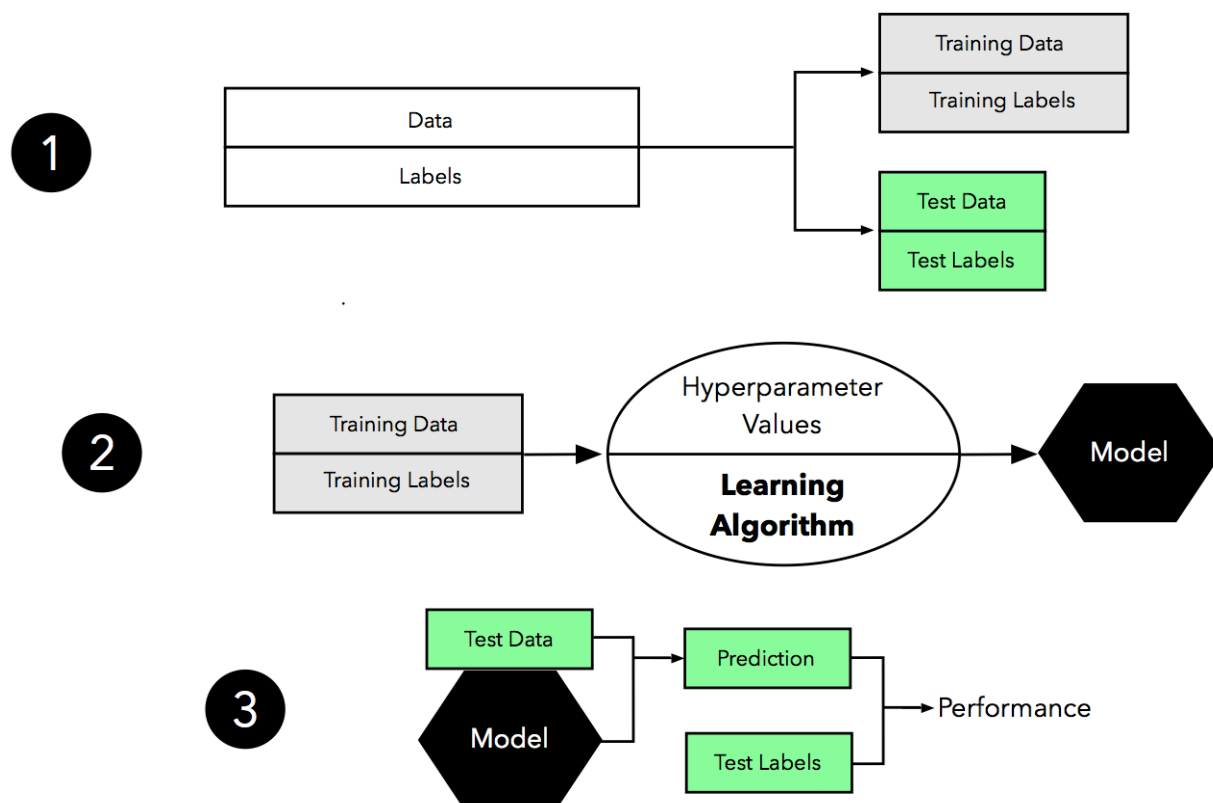 1
Data
Labels
Training Data
Training Labels
Test Data
Test Labels
2
Training Data
Training Labels
Hyperparameter
Values
Learning
Algorithm
Model
3
Test Data
Model
Prediction
Test Labels
Performance